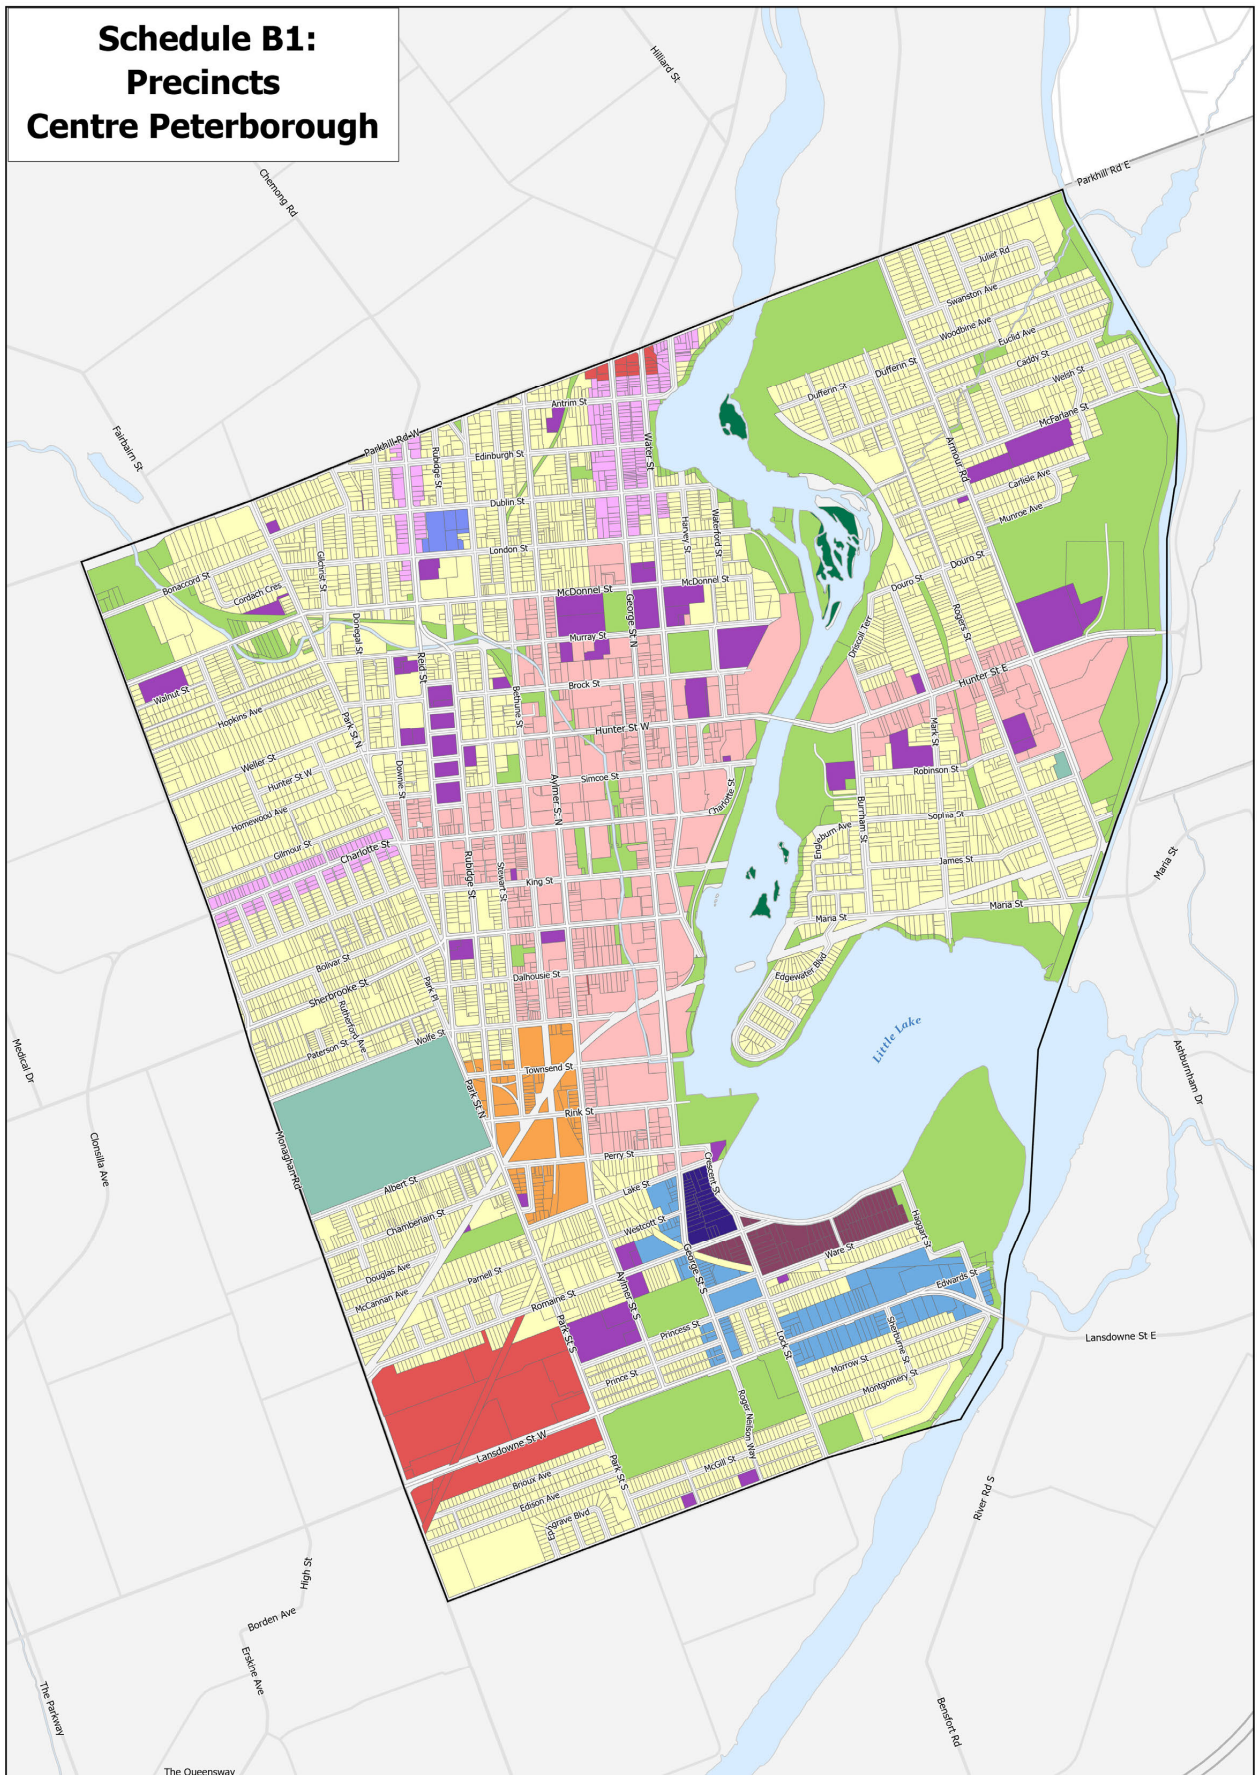 Schedule B1:
Precincts
Centre Peterborough
Hilliard St
Parkhill Rd E
Chemong Rd
Juliet Rd
Swanston Ave
Woodbine Ave
Euclid Ave
Caddy St
Welsh St
Dufferin St
Dufferin St
McFarlane St
Antrim St
Parkhill Rd W
Fairbairn St
Water St
Rubidge St
Edinburgh St
Armour Rd
Carlisle Ave
Dublin St
Munroe Ave
Harvey St
Waterford St
London St
Douro St
Douro St
Gilchrist St
Bonaccord St
Cordach Cres
McDonnel St
McDonnel St
George St N
Rogers St
Donegal St
Murray St
Driscoll Terr
Reid St
Walnut St
Brock St
Hunter St E
Bethune St
Hopkins Ave
Park St N
Hunter St W
Mark St
Weller St
Downie St
Hunter St W
Simcoe St
Robinson St
Aylmer S. N
Charlotte St
Burnham St
Homewood Ave
Sophia St
Engleburn Ave
Gilmour St
Charlotte St
James St
Maria St
Rubidge St
Stewart St
King St
Maria St
Maria St
Bolivar St
Edgewater Blvd
Dalhousie St
Sherbrooke St
Park Pl
Rutherford Ave
Little Lake
Wolfe St
Paterson St
Medical Dr
Townsend St
Ashburnham Dr
Park St N
Rink St
Clonsilla Ave
Monaghan Rd
Perry St
Crescent St
Albert St
Lake St
Chamberlain St
Westcott St
Haggart St
Ware St
George St S
Douglas Ave
Parnell St
Edwards St
McCannan Ave
Romaine St
Aylmer St S
Park St S
Princess St
Lock St
Sherburne St
Lansdowne St E
Prince St
Morrow St
Montgomery St
Roger Neilson Way
Lansdowne St W
Park St S
McGill St
Brioux Ave
Edison Ave
River Rd S
High St
Borden Ave
Erskine Ave
The Parkway
Bensfort Rd
The Queensway